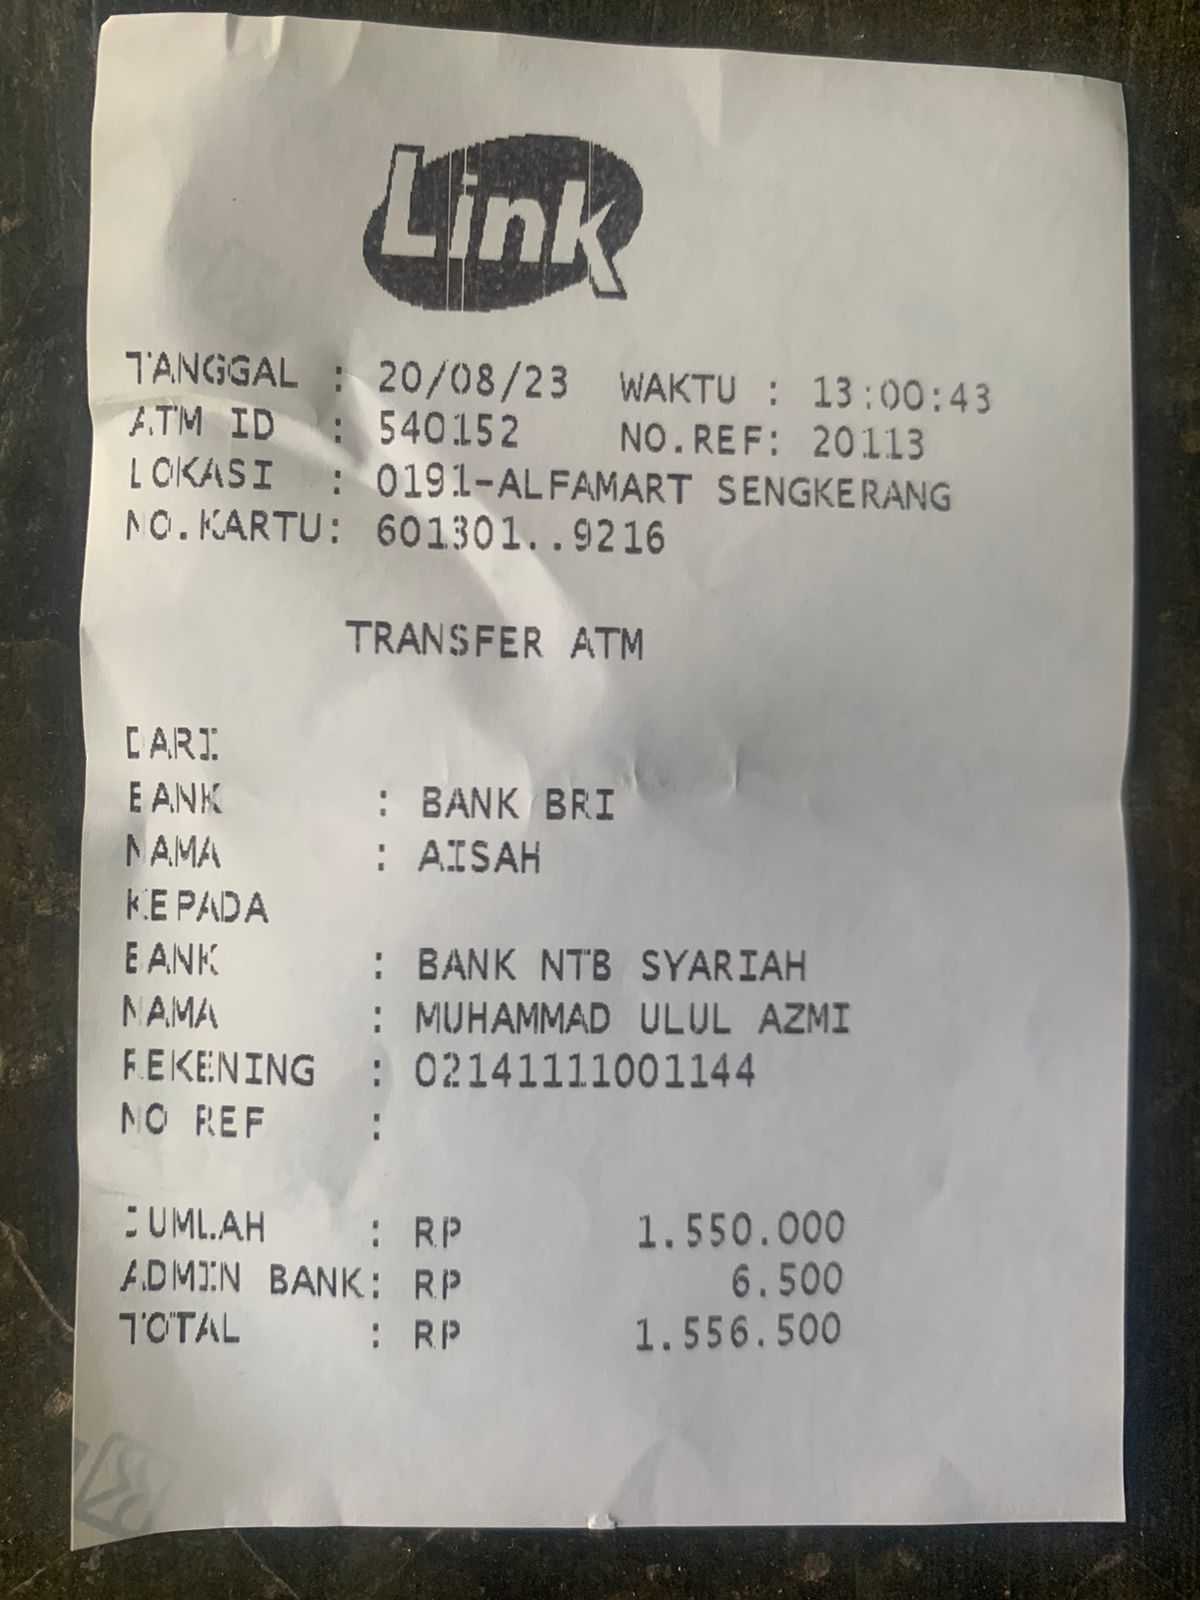 Link
TANGGAL : 20/08/23 WAKTU : 13:00:43
ATM ID : 540152 NO.REF: 20113
LOKASI : 0191-ALFAMART SENGKERANG
NO.KARTU: 601301..9216
TRANSFER ATM
DARI
BANK : BANK BRI
NAMA : AISAH
KEPADA
BANK : BANK NTB SYARIAH
NAMA : MUHAMMAD ULUL AZMI
REKENING : 02141111001144
NO REF :
JUMLAH : RP 1.550.000
ADMIN BANK: RP 6.500
TOTAL : RP 1.556.500